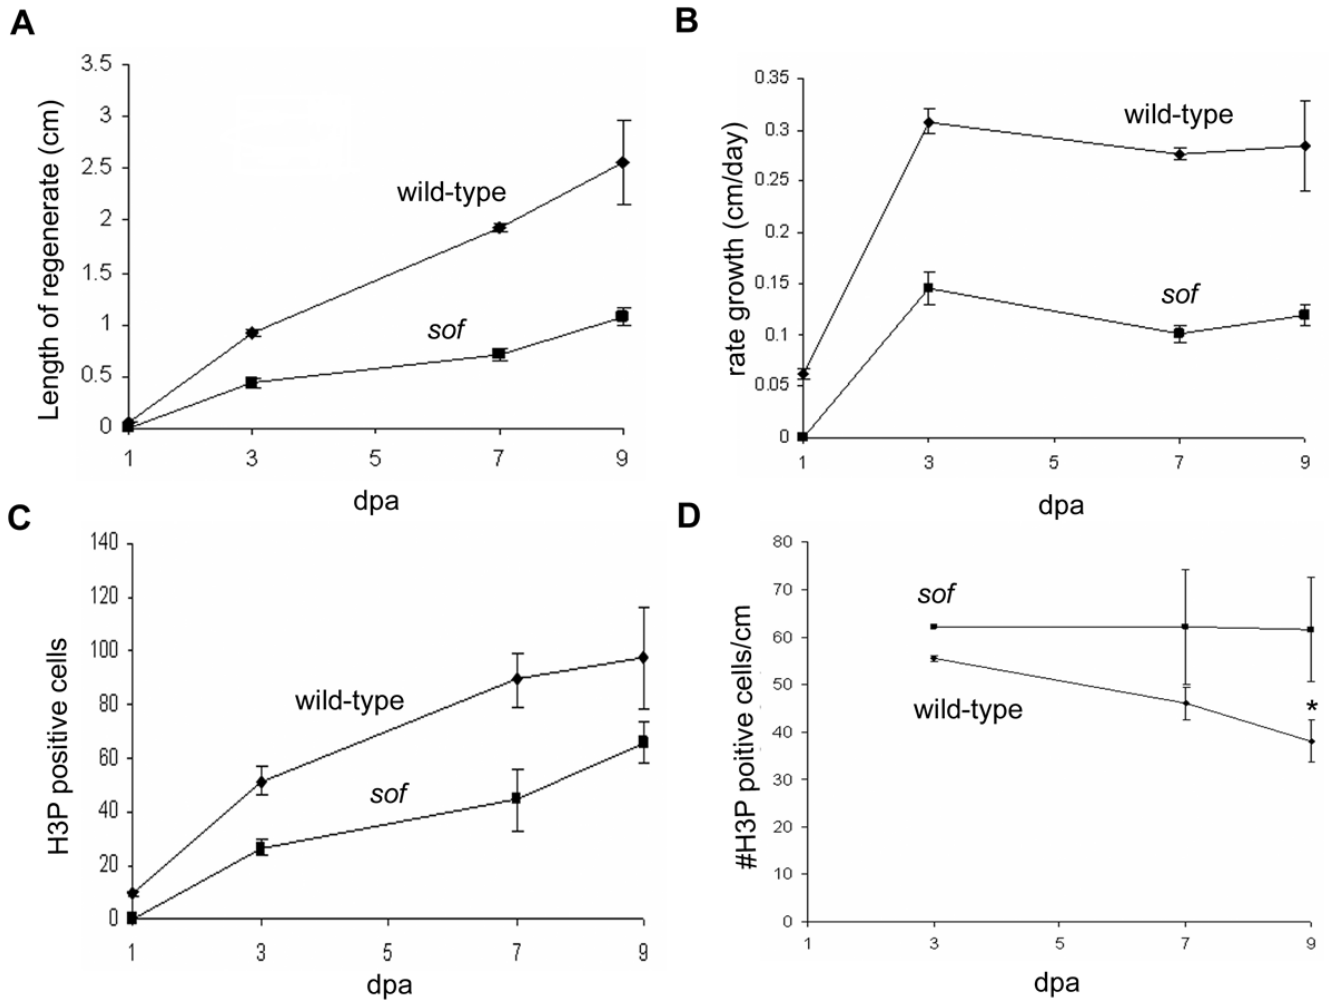 A
Length of regenerate (cm)
3.5
3
2.5
2
1.5
1
0.5
0
wild-type
sof
1 3 5 7 9
dpa
B
rate growth (cm/day)
0.35
0.3
0.25
0.2
0.15
0.1
0.05
0
wild-type
sof
1 3 5 7 9
dpa
C
H3P positive cells
140
120
100
80
60
40
20
0
wild-type
sof
1 3 5 7 9
dpa
D
#H3P poitive cells/cm
80
70
60
50
40
30
20
10
0
sof
wild-type
*
1 3 5 7 9
dpa